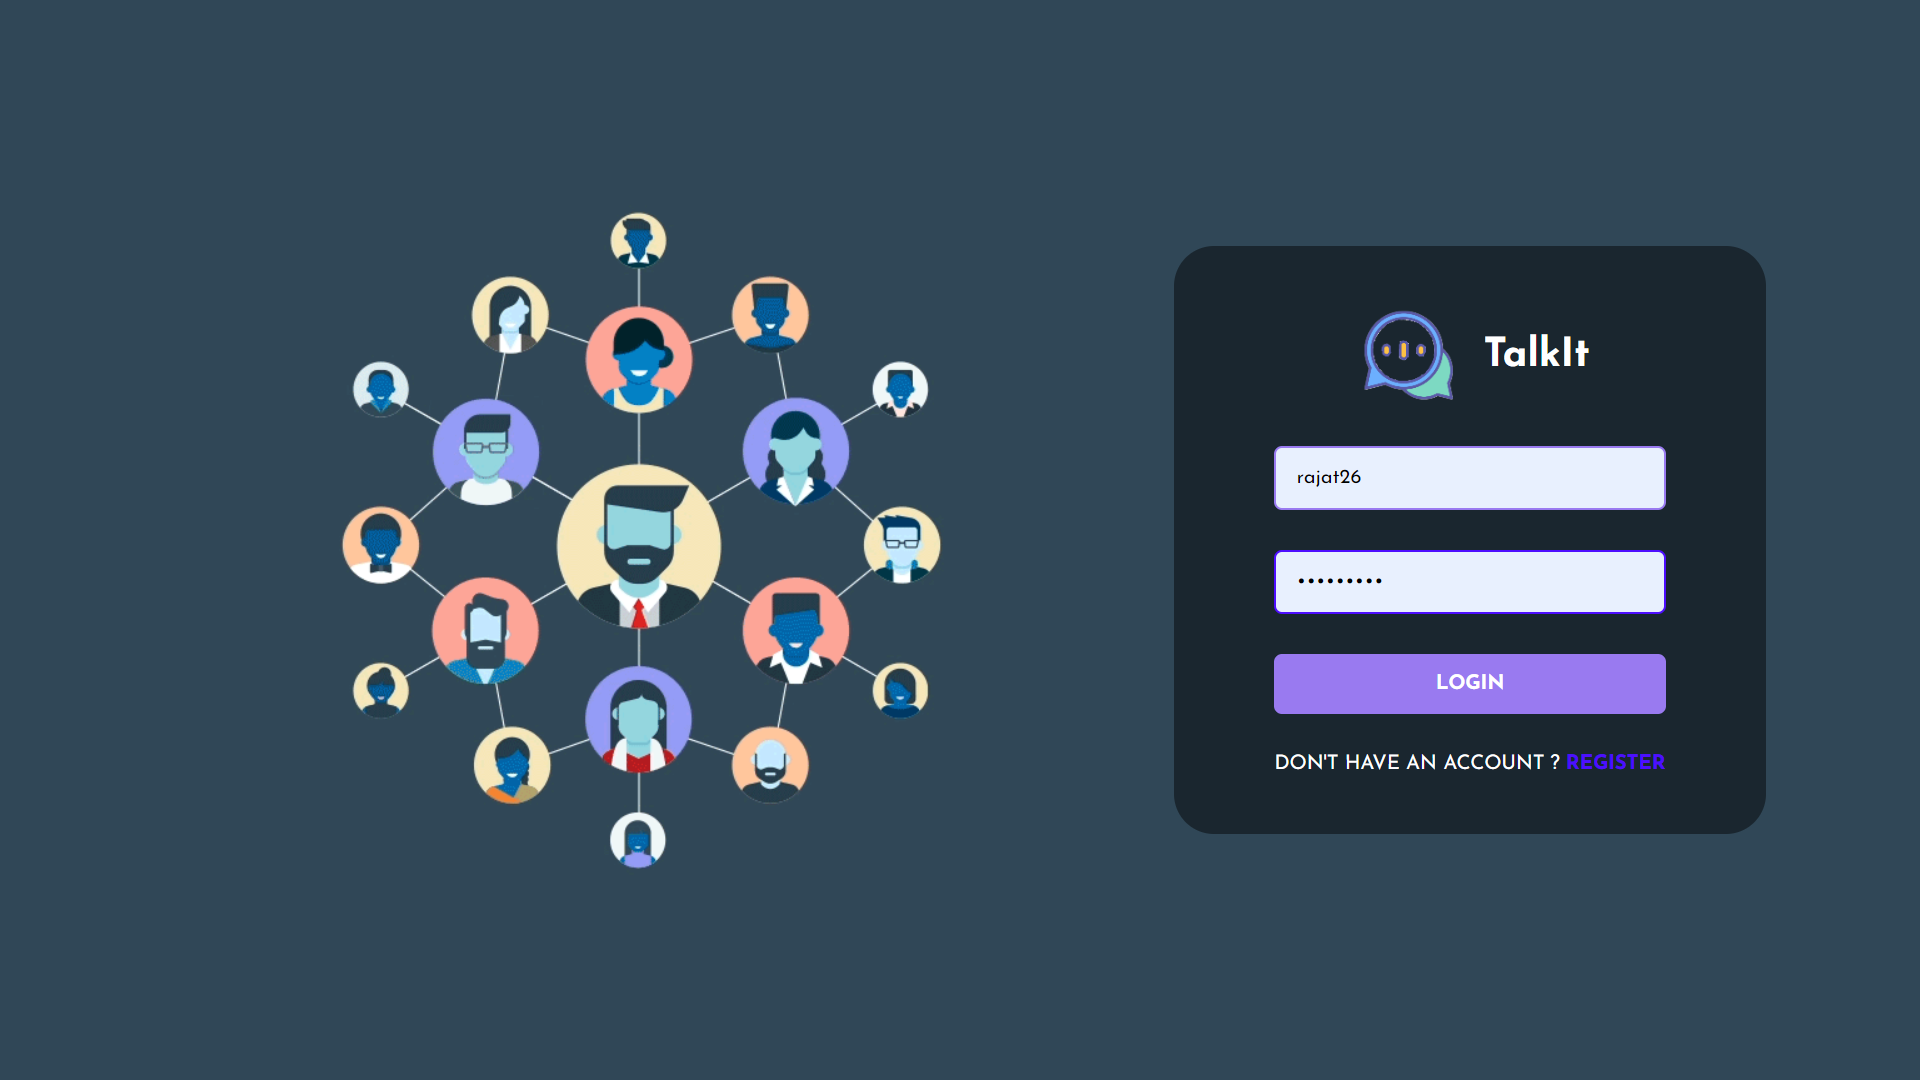 TalkIt
rajat26
•••••••••
LOGIN
DON'T HAVE AN ACCOUNT ? REGISTER